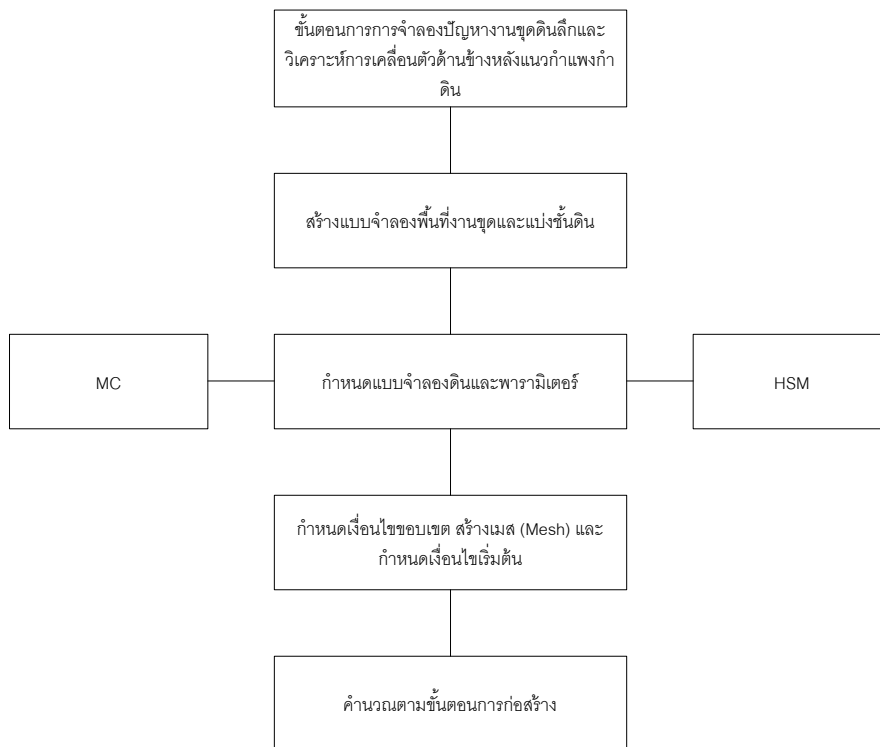 ขั้นตอนการการจำลองปัญหางานขุดดินลึกและ
วิเคราะห์การเคลื่อนตัวด้านข้างหลังแนวกำแพงกำ
ดิน
สร้างแบบจำลองพื้นที่งานขุดและแบ่งชั้นดิน
MC
กำหนดแบบจำลองดินและพารามิเตอร์
HSM
กำหนดเงื่อนไขขอบเขต สร้างเมส (Mesh) และ
กำหนดเงื่อนไขเริ่มต้น
คำนวณตามขั้นตอนการก่อสร้าง